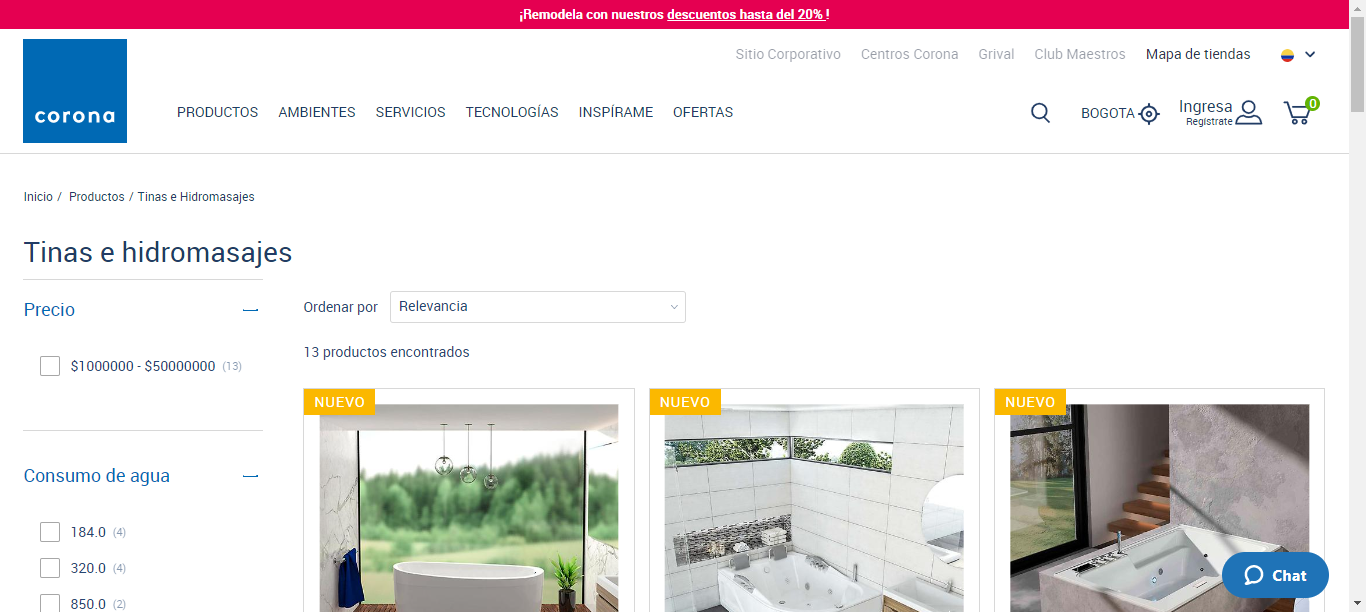 ¡Remodela con nuestros descuentos hasta del 20% !
Sitio Corporativo Centros Corona Grival Club Maestros Mapa de tiendas
corona
PRODUCTOS AMBIENTES SERVICIOS TECNOLOGÍAS INSPÍRAME OFERTAS
BOGOTA
Ingresa
Regístrate
0
Inicio / Productos / Tinas e Hidromasajes
Tinas e hidromasajes
Precio
$1000000 - $50000000 (13)
Consumo de agua
184.0 (4)
320.0 (4)
850.0 (2)
Ordenar por Relevancia
13 productos encontrados
NUEVO NUEVO NUEVO
Chat